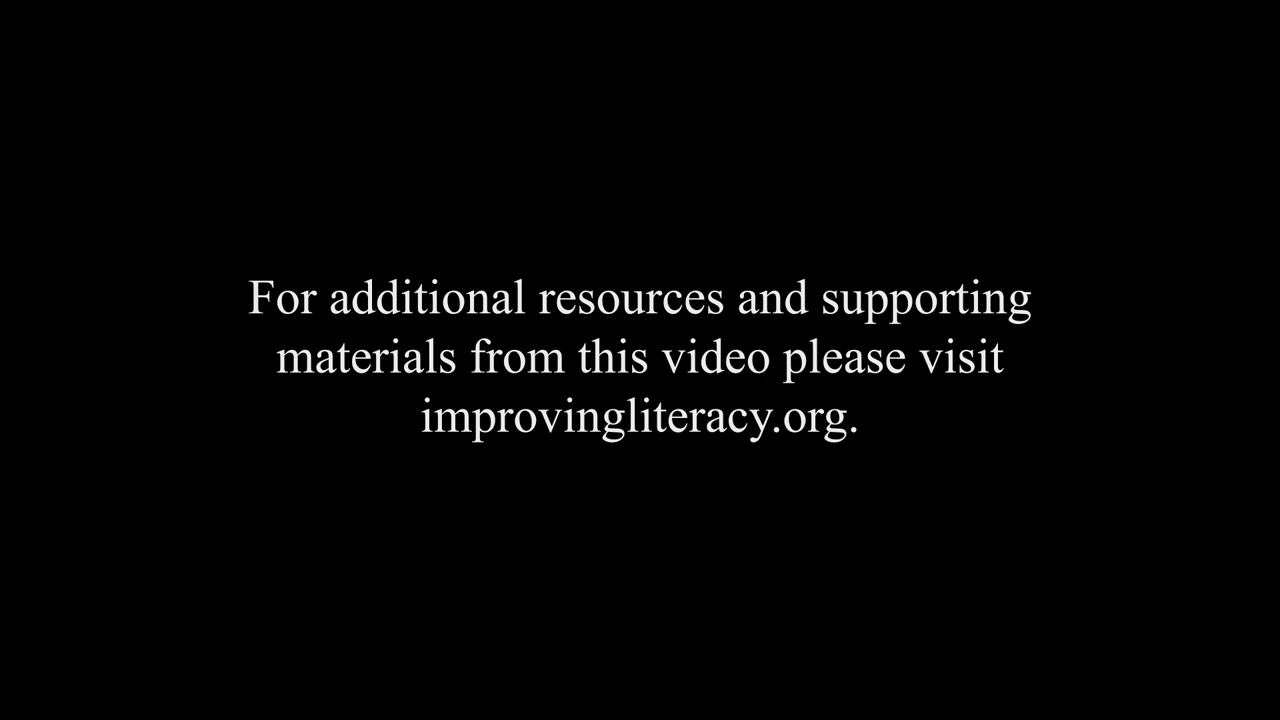 For additional resources and supporting
materials from this video please visit
improvingliteracy.org.